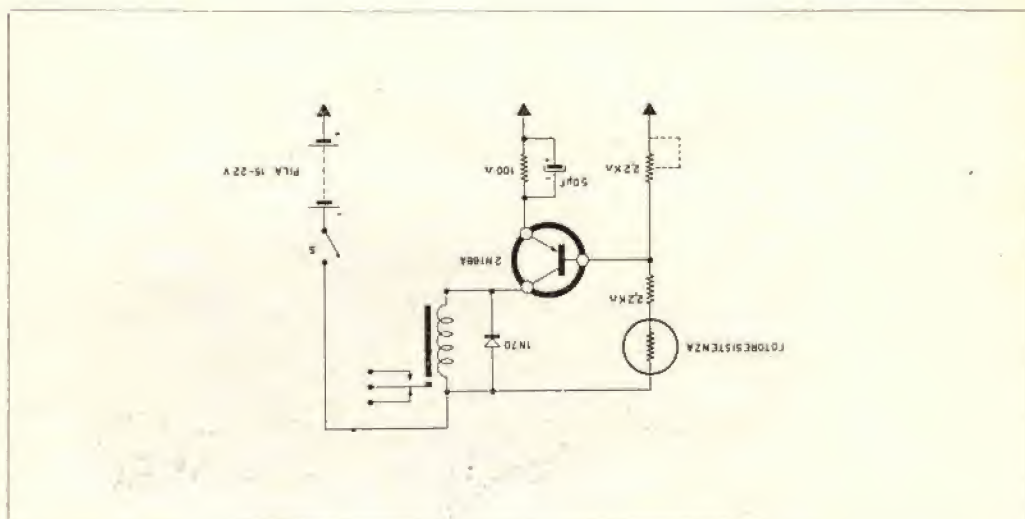 FOTORESISTENZA
1N70
2,2 KΩ
2N188A
S
50µF
2,2 KΩ
100 Ω
PILA 15-22 V